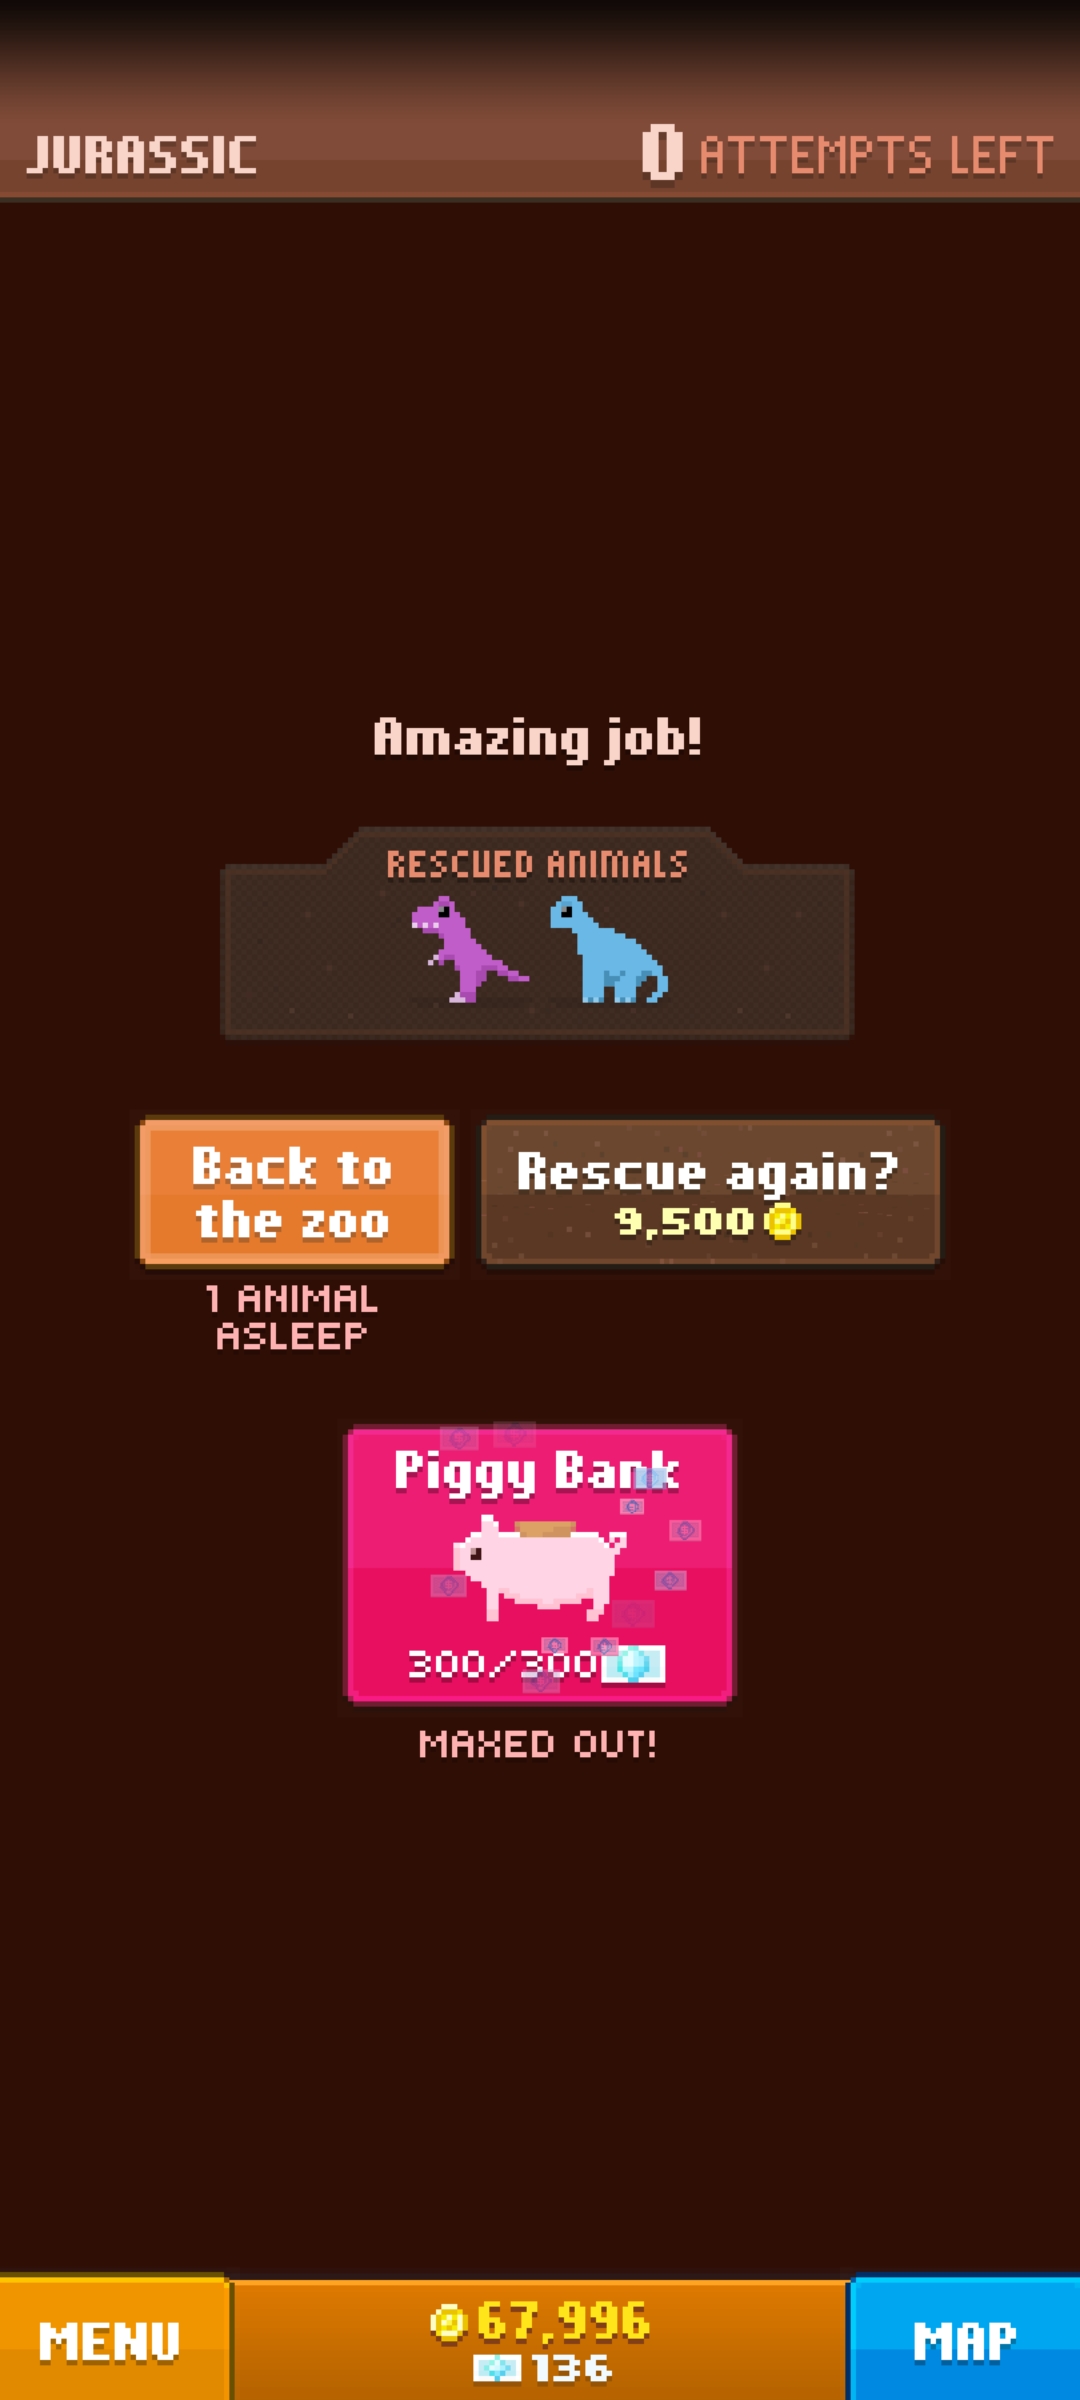 JURASSIC
0 ATTEMPTS LEFT
Amazing job!
RESCUED ANIMALS
Back to
the zoo
Rescue again?
9,500
1 ANIMAL
ASLEEP
Piggy Bank
300/300
MAXED OUT!
MENU
67,996
136
MAP